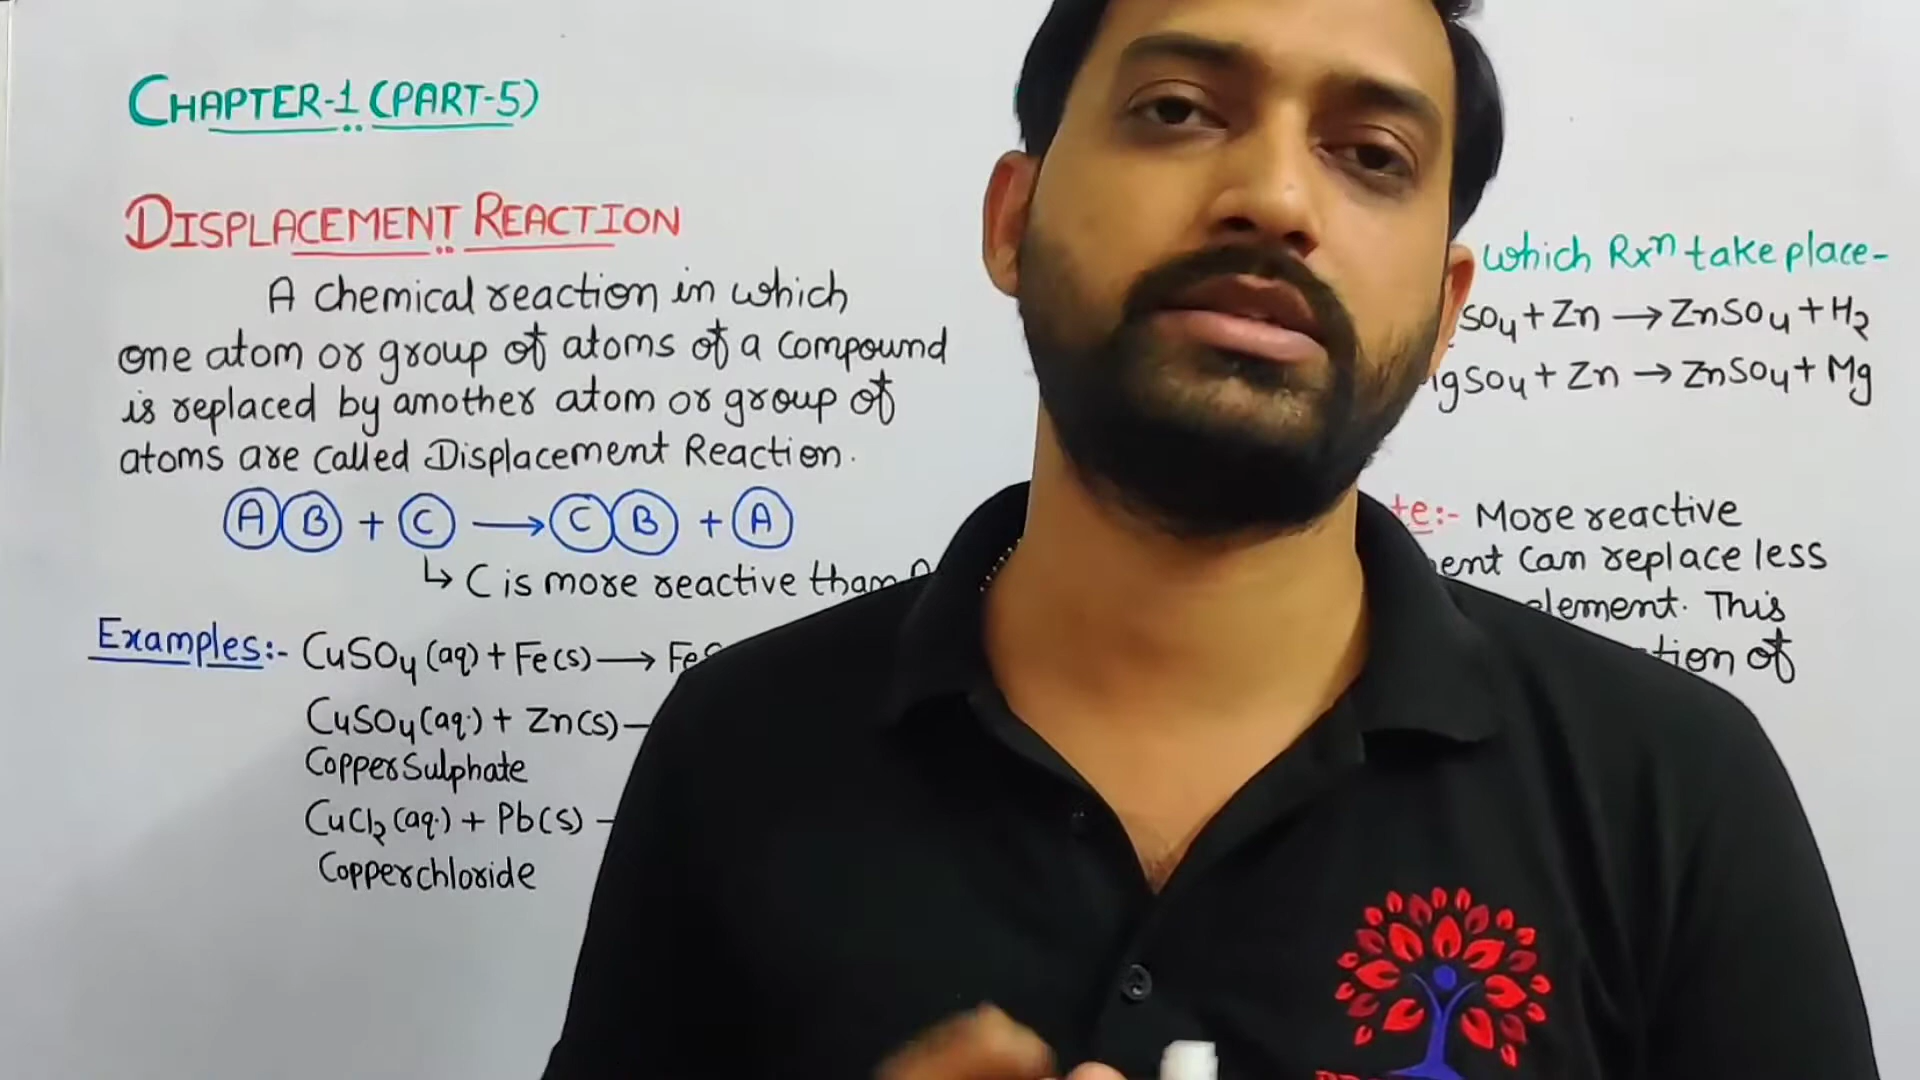 CHAPTER-1 (PART-5)
DISPLACEMENT REACTION
A chemical reaction in which
one atom or group of atoms of a compound
is replaced by another atom or group of
atoms are called Displacement Reaction.
A B + C → C B + A
↳ C is more reactive than
Examples:- CuSO₄ (aq) + Fe(s) →
CuSO₄(aq.) + Zn(s)
Copper Sulphate
CuCl₂(aq.) + Pb(s)
Copper chloride
which Rxⁿ take place-
SO₄ + Zn → ZnSO₄ + H₂
gSO₄ + Zn → ZnSO₄ + Mg
te:- More reactive
ent can replace less
element. This
tion of